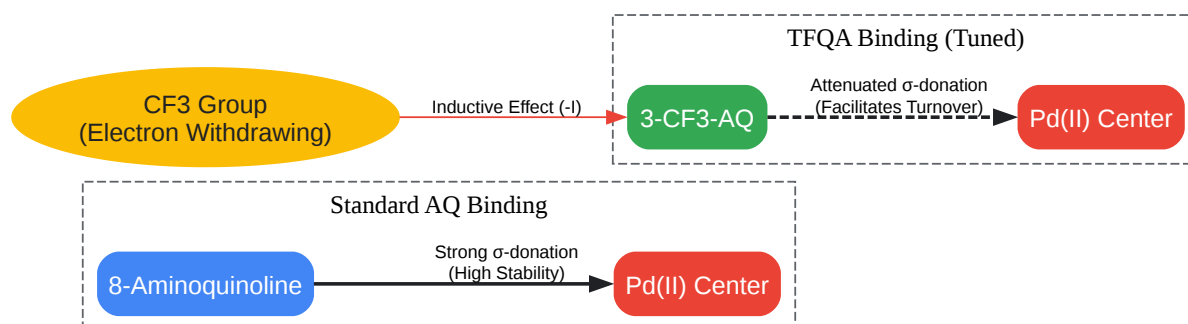 TFQA Binding (Tuned)
CF3 Group
(Electron Withdrawing)
Inductive Effect (-I)
3-CF3-AQ
Attenuated σ-donation
(Facilitates Turnover)
Pd(II) Center
Standard AQ Binding
8-Aminoquinoline
Strong σ-donation
(High Stability)
Pd(II) Center